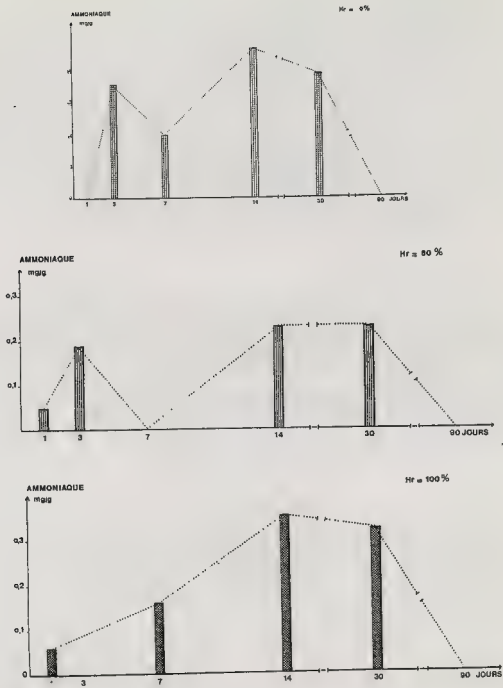 AMMONIAQUE
mg/g
Hr = 0%
1 3 7 14 30 90 JOURS
AMMONIAQUE
mg/g
Hr = 50 %
0,3
0,2
0,1
1 3 7 14 30 90 JOURS
AMMONIAQUE
mg/g
Hr = 100 %
0,3
0,2
0,1
0
3 7 14 30 90 JOURS